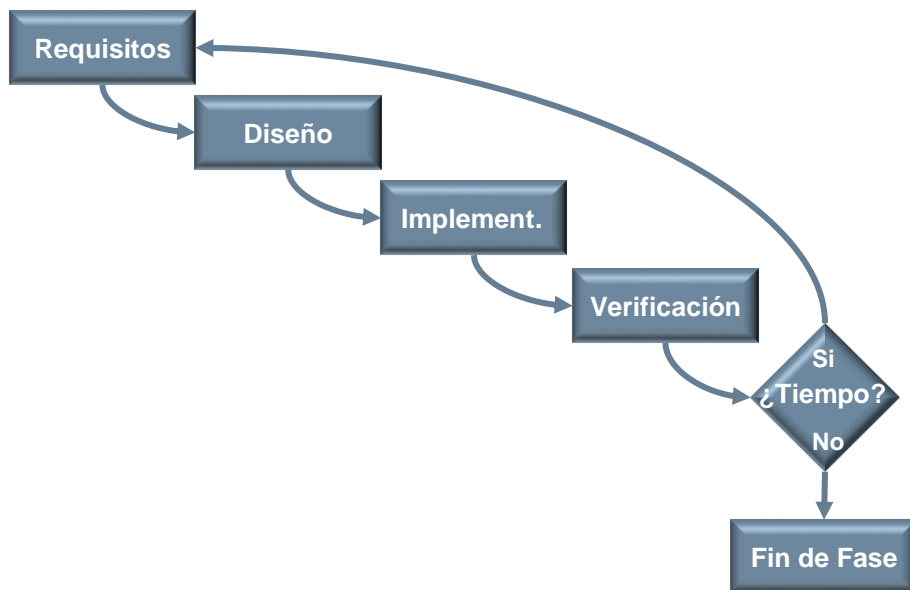 Requisitos
Diseño
Implement.
Verificación
Si
¿Tiempo?
No
Fin de Fase